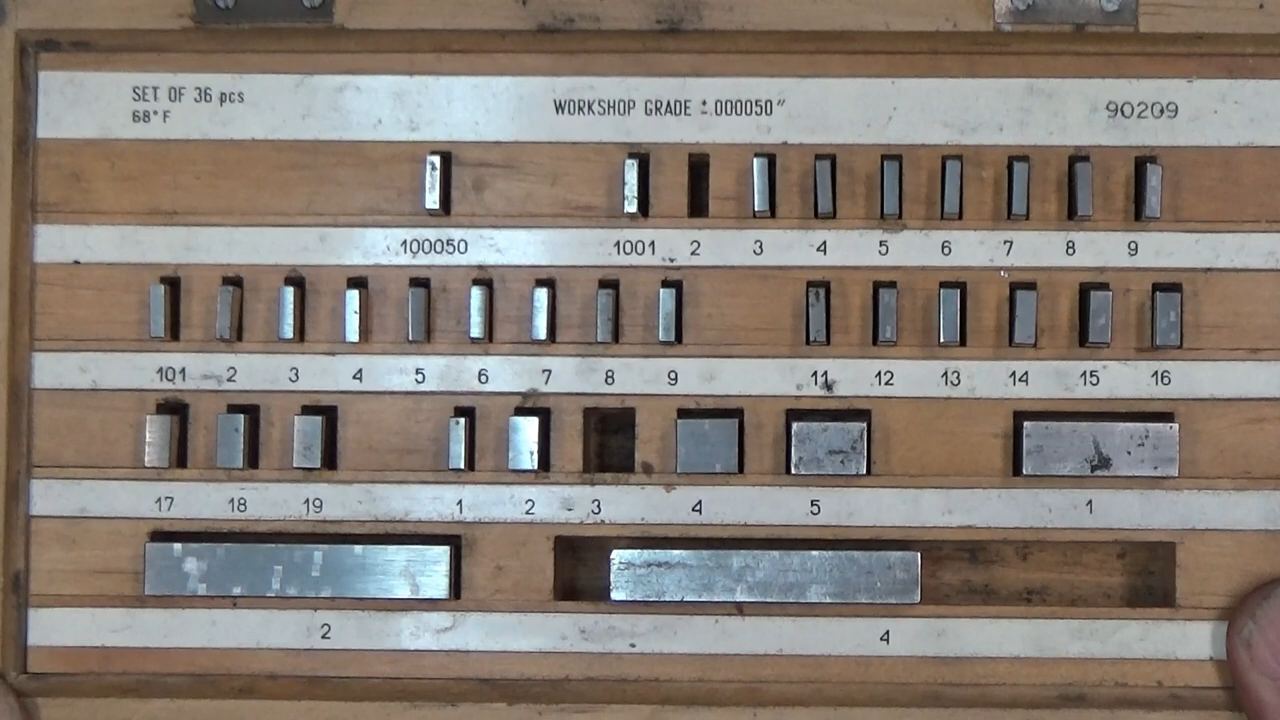 SET OF 36 pcs
68°F
WORKSHOP GRADE ±.000050"
90209
.100050 .1001 2 3 4 5 6 7 8 9
.101 2 3 4 5 6 7 8 9 .11 .12 .13 .14 .15 .16
.17 .18 .19 .1 .2 .3 .4 .5 1
2 4